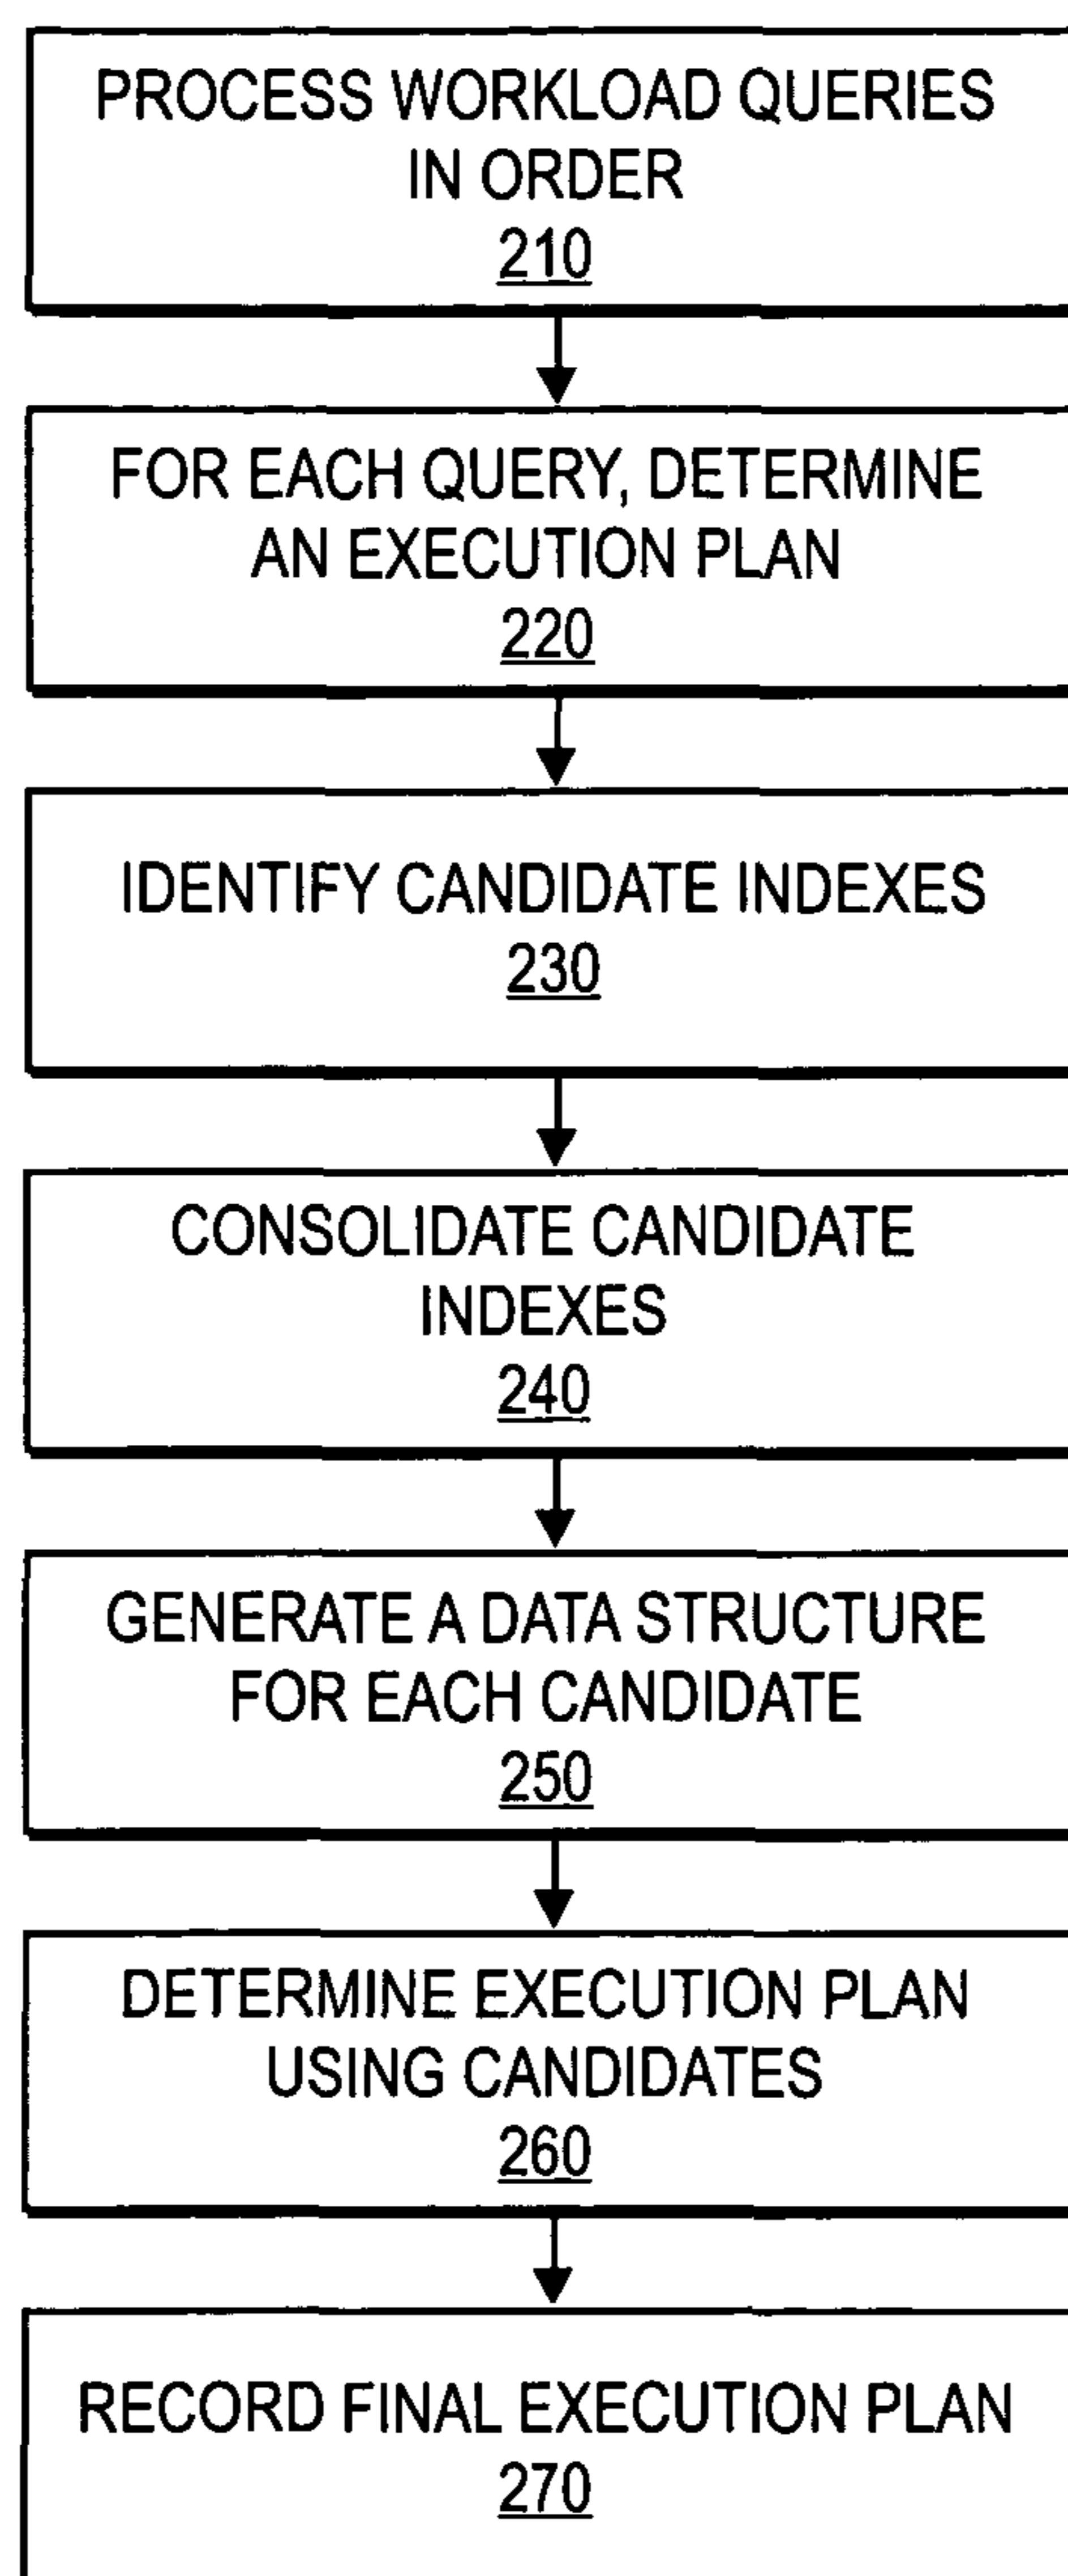 PROCESS WORKLOAD QUERIES
IN ORDER
210
FOR EACH QUERY, DETERMINE
AN EXECUTION PLAN
220
IDENTIFY CANDIDATE INDEXES
230
CONSOLIDATE CANDIDATE
INDEXES
240
GENERATE A DATA STRUCTURE
FOR EACH CANDIDATE
250
DETERMINE EXECUTION PLAN
USING CANDIDATES
260
RECORD FINAL EXECUTION PLAN
270